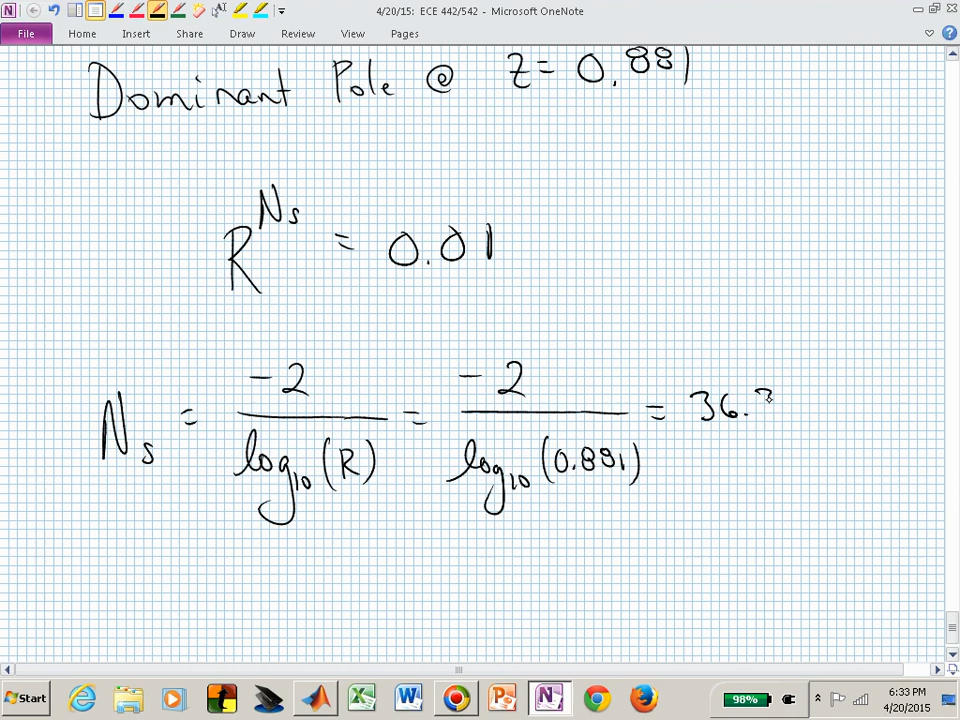 4/20/15: ECE 442/542 - Microsoft OneNote
File Home Insert Share Draw Review View Pages
Dominant Pole @ z = 0.881
R^Ns = 0.01
Ns = -2 / log10(R) = -2 / log10(0.881) = 36.3
98% 6:33 PM
4/20/2015
Start